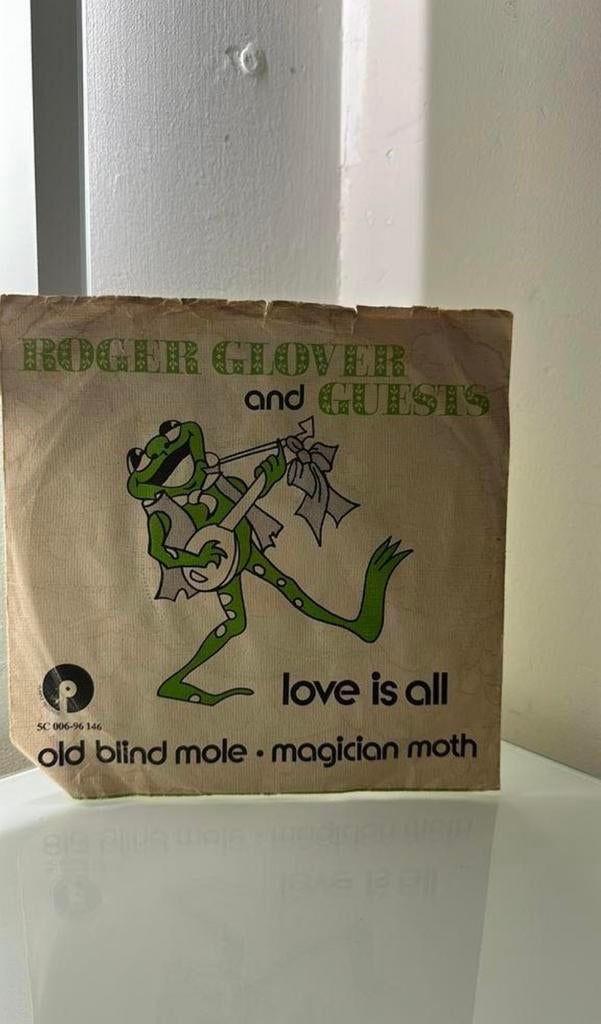 ROGER GLOVER
and GUESTS
love is all
P
5C 006-96 146
old blind mole • magician moth